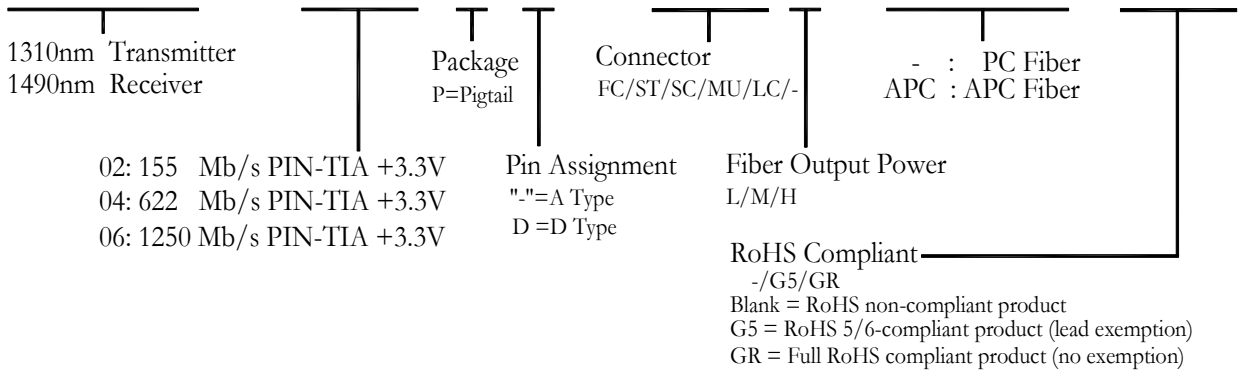 1310nm Transmitter
1490nm Receiver
02: 155 Mb/s PIN-TIA +3.3V
04: 622 Mb/s PIN-TIA +3.3V
06: 1250 Mb/s PIN-TIA +3.3V
Package
P=Pigtail
Pin Assignment
"-"=A Type
D =D Type
Connector
FC/ST/SC/MU/LC/-
Fiber Output Power
L/M/H
- : PC Fiber
APC : APC Fiber
RoHS Compliant
-/G5/GR
Blank = RoHS non-compliant product
G5 = RoHS 5/6-compliant product (lead exemption)
GR = Full RoHS compliant product (no exemption)